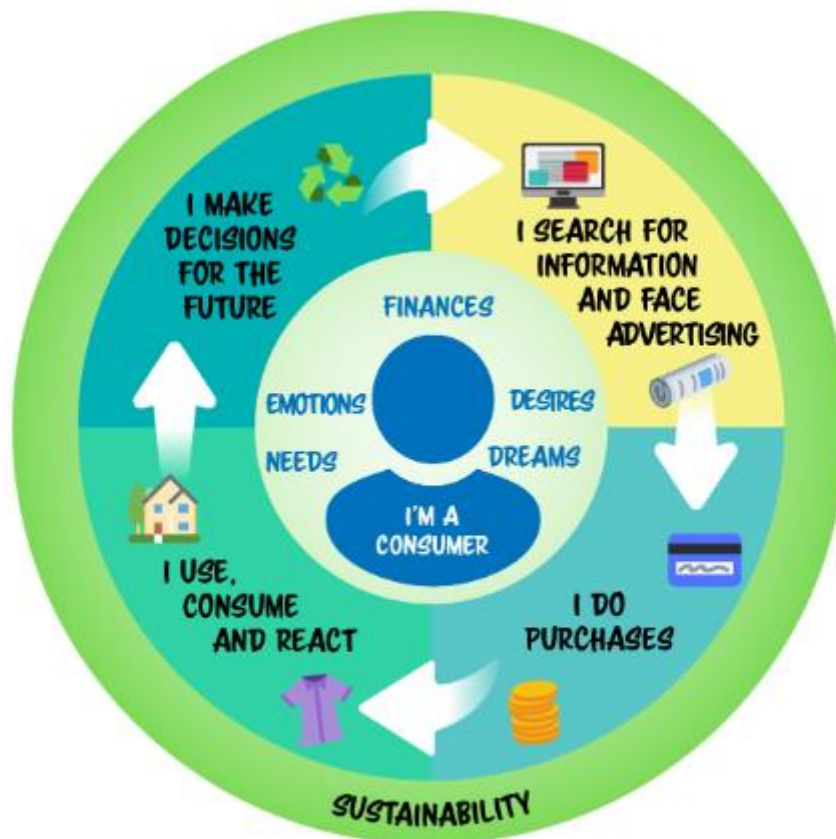 I MAKE
DECISIONS
FOR THE
FUTURE
I SEARCH FOR
INFORMATION
AND FACE
ADVERTISING
FINANCES
EMOTIONS
DESIRES
NEEDS
DREAMS
I'M A
CONSUMER
I USE,
CONSUME
AND REACT
I DO
PURCHASES
SUSTAINABILITY